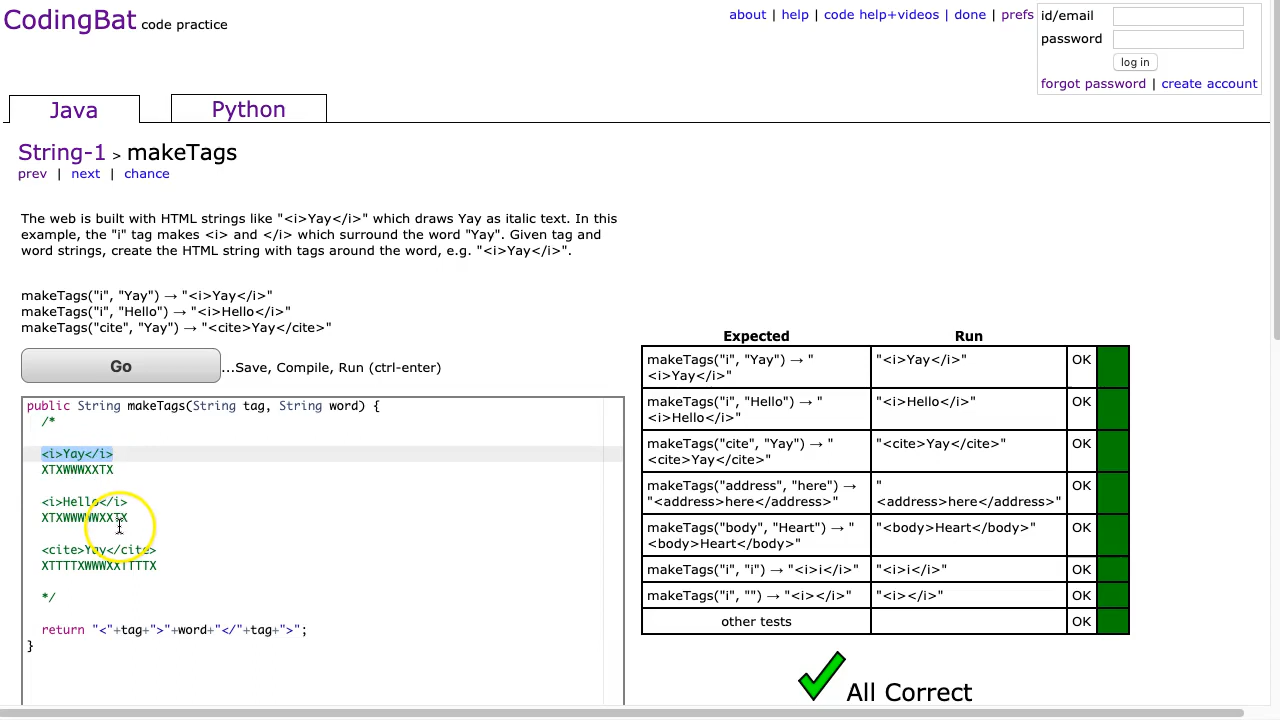 CodingBat code practice
about | help | code help+videos | done | prefs
id/email
password
log in
forgot password | create account
Java
Python
String-1 > makeTags
prev | next | chance
The web is built with HTML strings like "<i>Yay</i>" which draws Yay as italic text. In this
example, the "i" tag makes <i> and </i> which surround the word "Yay". Given tag and
word strings, create the HTML string with tags around the word, e.g. "<i>Yay</i>".
makeTags("i", "Yay") → "<i>Yay</i>"
makeTags("i", "Hello") → "<i>Hello</i>"
makeTags("cite", "Yay") → "<cite>Yay</cite>"
Go
...Save, Compile, Run (ctrl-enter)
public String makeTags(String tag, String word) {
/*
<i>Yay</i>
XTXWWWXXTX
<i>Hello</i>
XTXWWWWWXXTX
<cite>Yay</cite>
XTTTTXWWWXXTTTTX
*/
return "<"+tag+">"+word+"</"+tag+">";
}
Expected Run
makeTags("i", "Yay") → "
<i>Yay</i>"
"<i>Yay</i>"
OK
makeTags("i", "Hello") → "
<i>Hello</i>"
"<i>Hello</i>"
OK
makeTags("cite", "Yay") → "
<cite>Yay</cite>"
"<cite>Yay</cite>"
OK
makeTags("address", "here") →
"<address>here</address>"
"
<address>here</address>"
OK
makeTags("body", "Heart") → "
<body>Heart</body>"
"<body>Heart</body>"
OK
makeTags("i", "i") → "<i>i</i>"
"<i>i</i>"
OK
makeTags("i", "") → "<i></i>"
"<i></i>"
OK
other tests
OK
All Correct